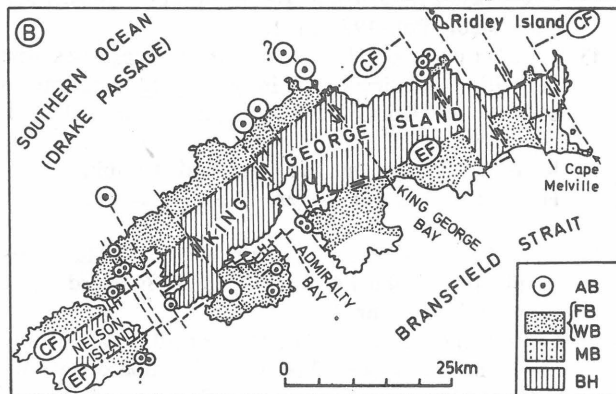 B
SOUTHERN OCEAN
(DRAKE PASSAGE)
?
CF
Ridley Island
CF
KING GEORGE ISLAND
EF
Cape
Melville
KING GEORGE
BAY
ADMIRALTY
BAY
BRANSFIELD STRAIT
NELSON
ISLAND
CF
EF
?
0 25km
AB
FB
WB
MB
BH